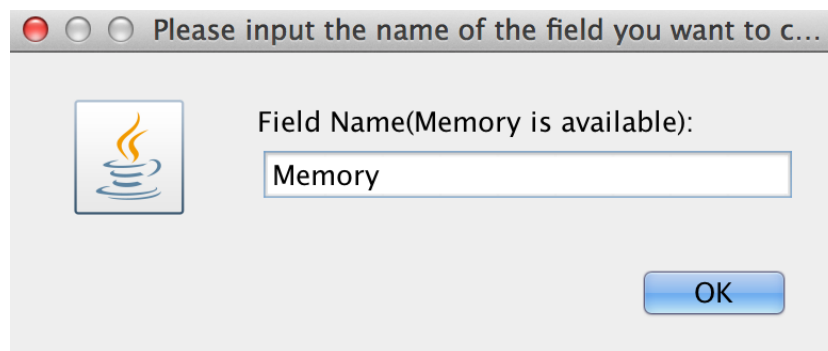 Please input the name of the field you want to c...
Field Name(Memory is available):
Memory
OK